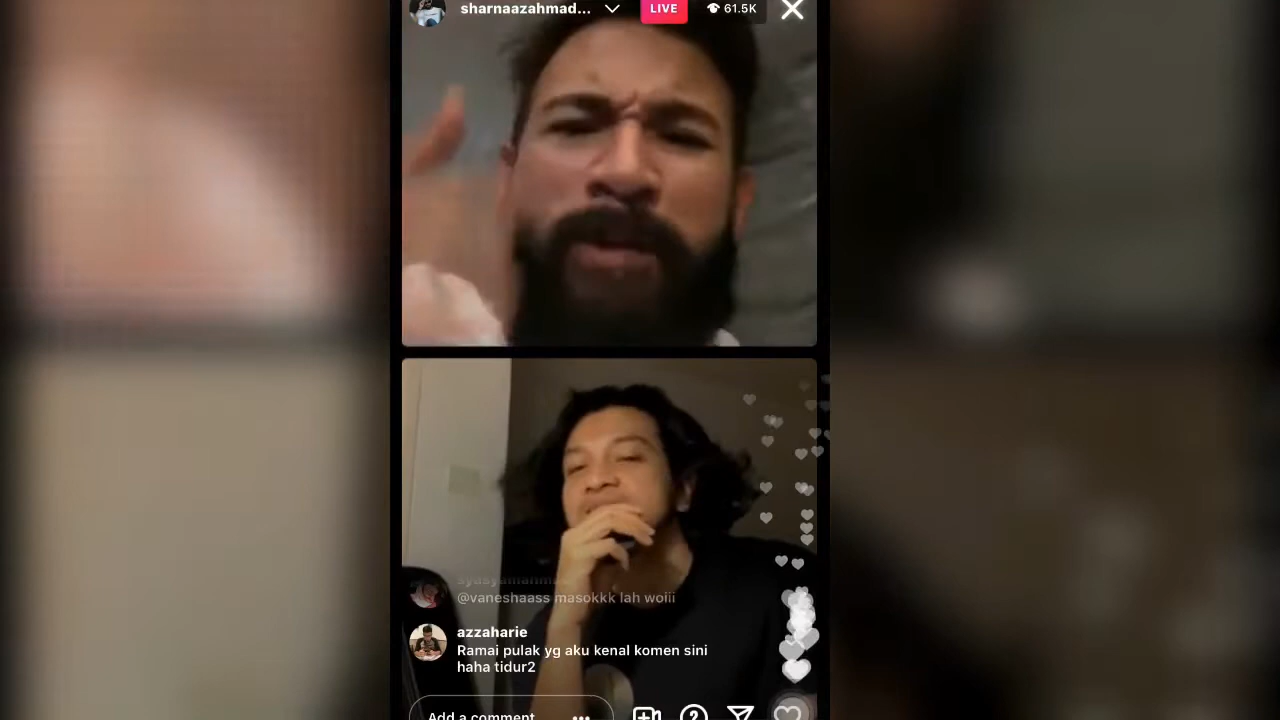 sharnaazahmad...
LIVE
61.5K
@vaneshaass masokkk lah woiii
azzaharie
Ramai pulak yg aku kenal komen sini
haha tidur2
Add a comment